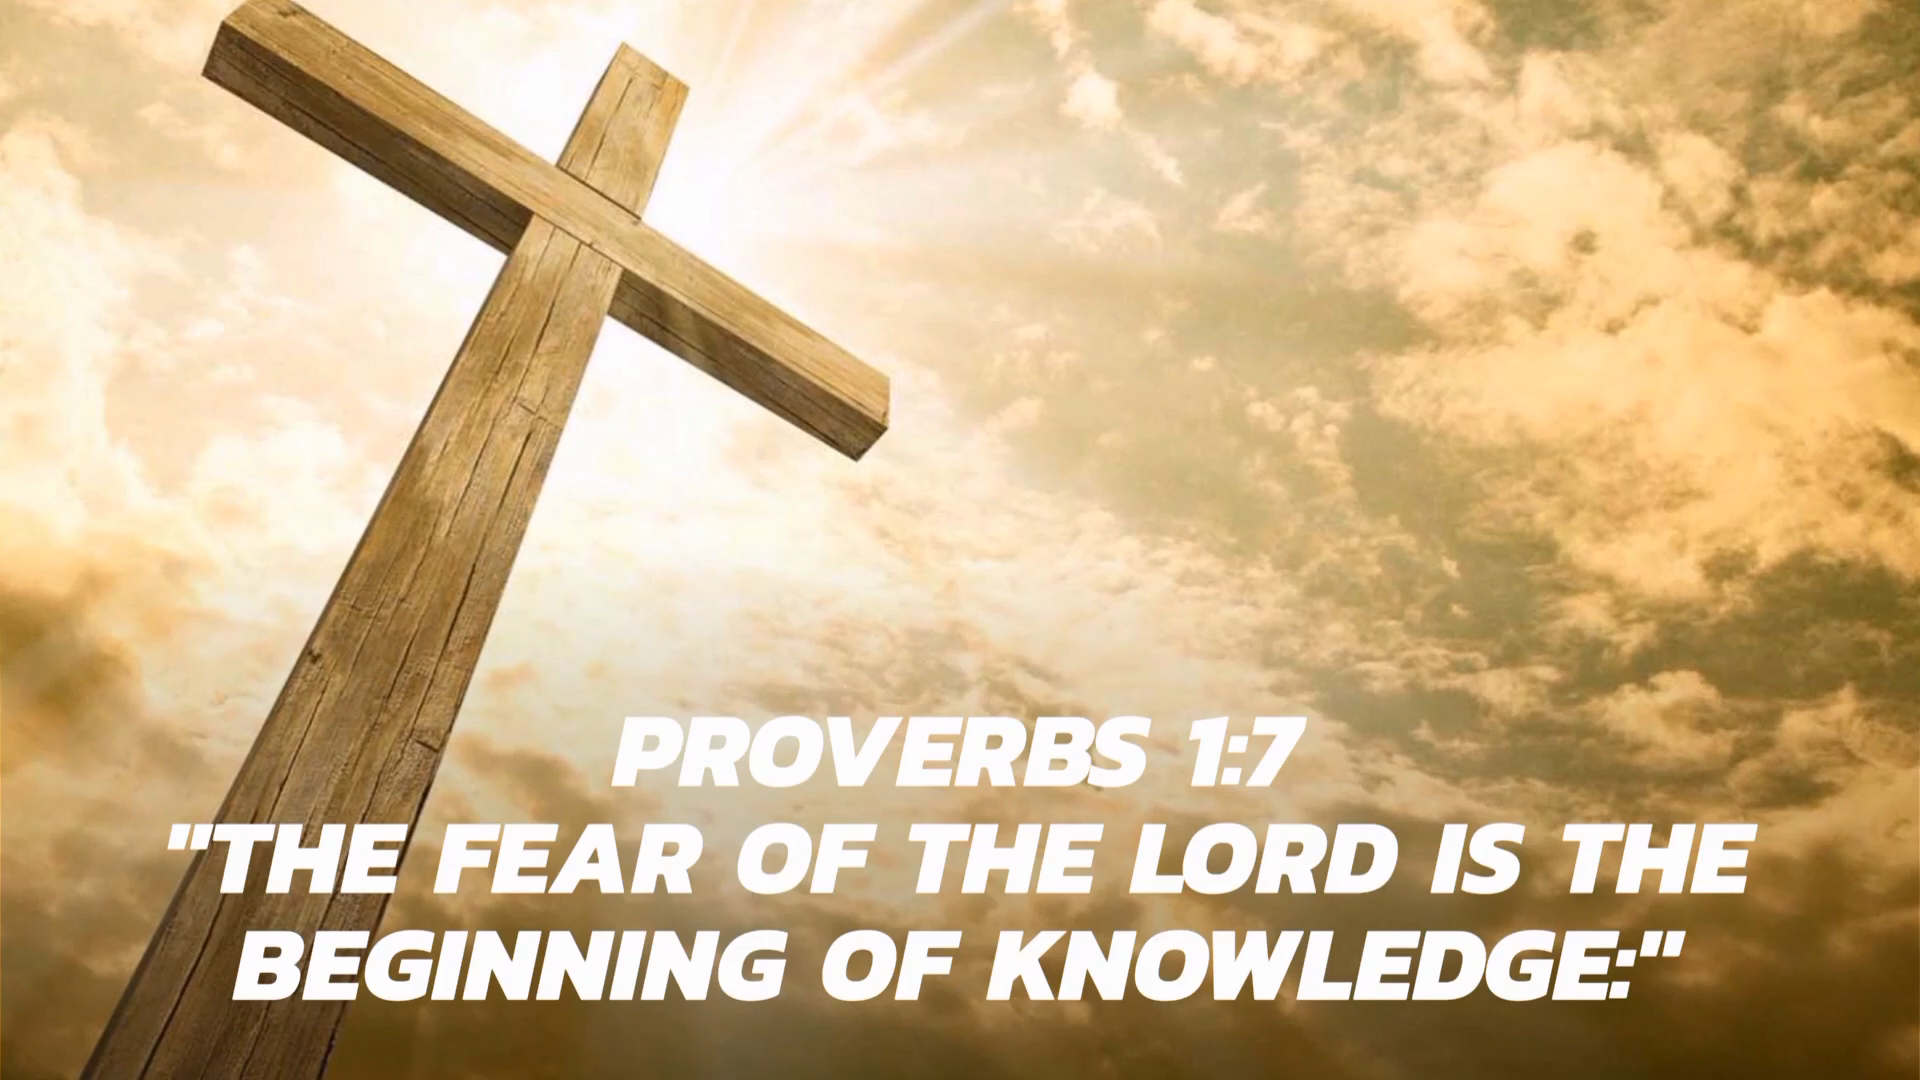 PROVERBS 1:7
"THE FEAR OF THE LORD IS THE
BEGINNING OF KNOWLEDGE:"